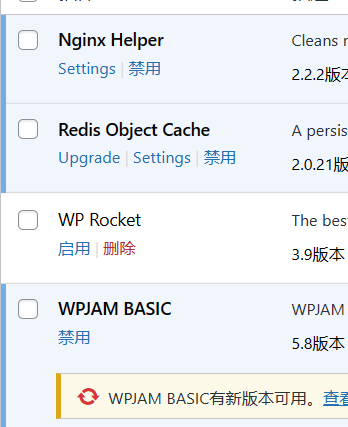 Nginx Helper
Cleans
Settings | 禁用
2.2.2版本
Redis Object Cache
A persis
Upgrade | Settings | 禁用
2.0.21版
WP Rocket
The bes
启用 | 删除
3.9版本
WPJAM BASIC
WPJAM
禁用
5.8版本
WPJAM BASIC有新版本可用。查看